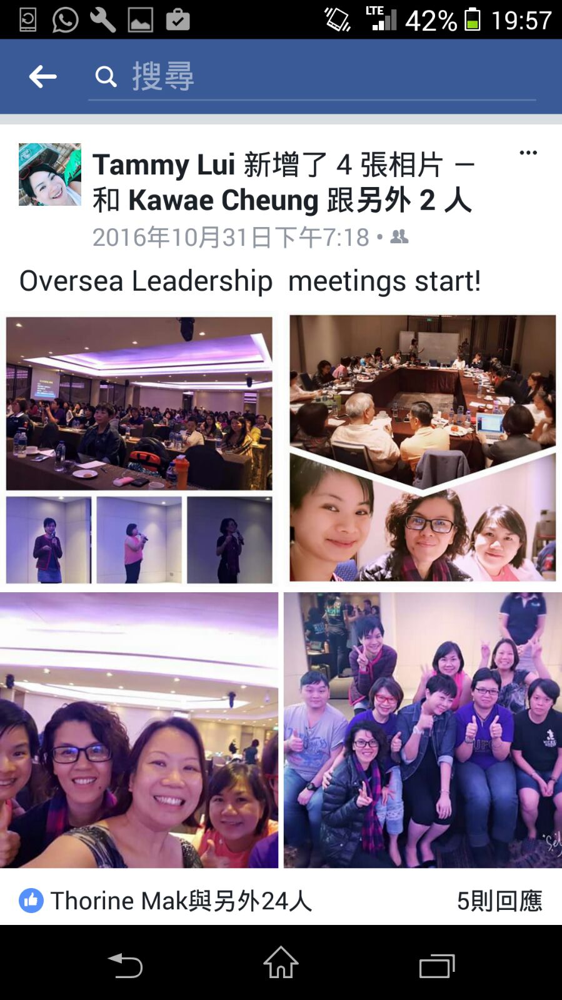 LTE 42% 19:57
搜尋
Tammy Lui 新增了 4 張相片 —
和 Kawae Cheung 跟另外 2 人
2016年10月31日下午7:18
Oversea Leadership  meetings start!
UFC
Thorine Mak與另外24人
5則回應